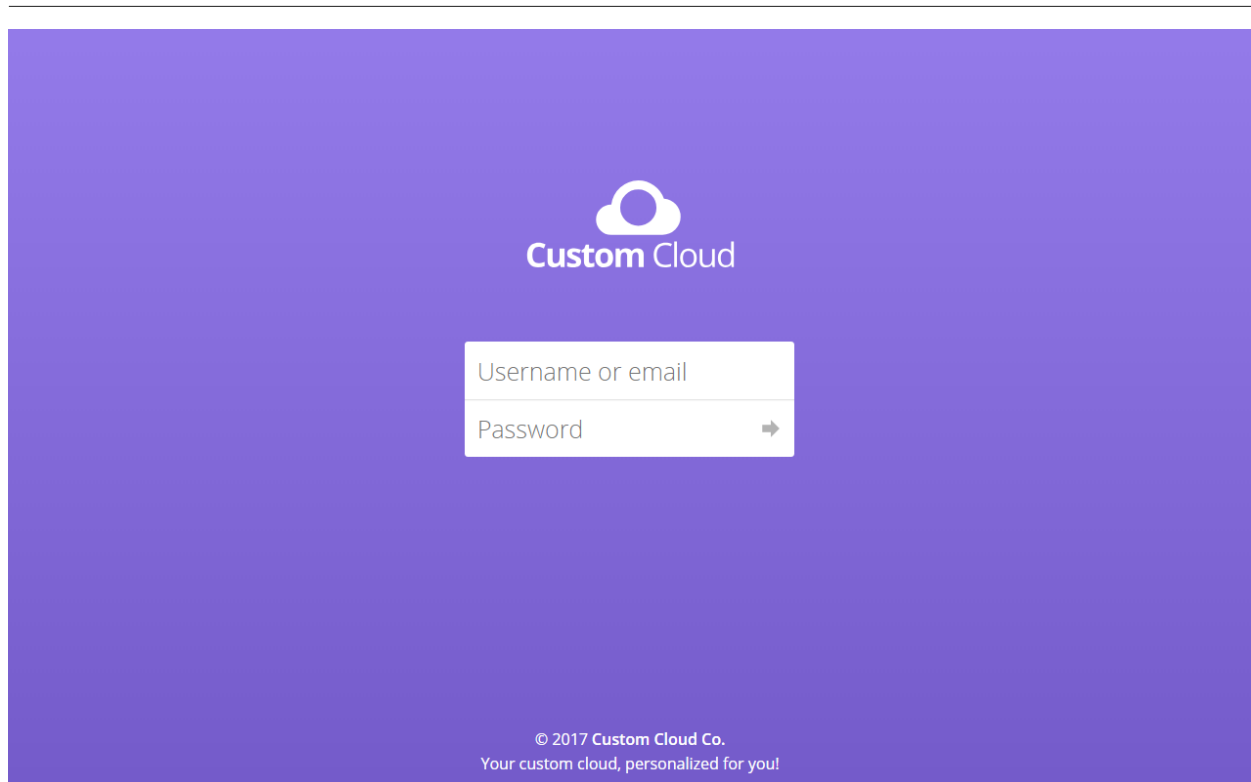 Custom Cloud
Username or email
Password
© 2017 Custom Cloud Co.
Your custom cloud, personalized for you!